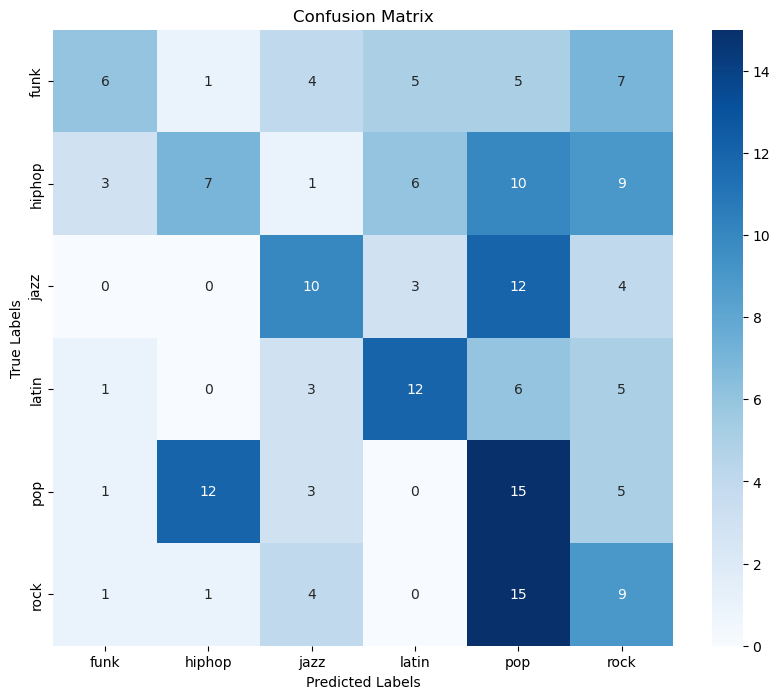 Confusion Matrix
funk 6 1 4 5 5 7
hiphop 3 7 1 6 10 9
jazz 0 0 10 3 12 4
latin 1 0 3 12 6 5
pop 1 12 3 0 15 5
rock 1 1 4 0 15 9
funk hiphop jazz latin pop rock
True Labels
Predicted Labels
14
12
10
8
6
4
2
0